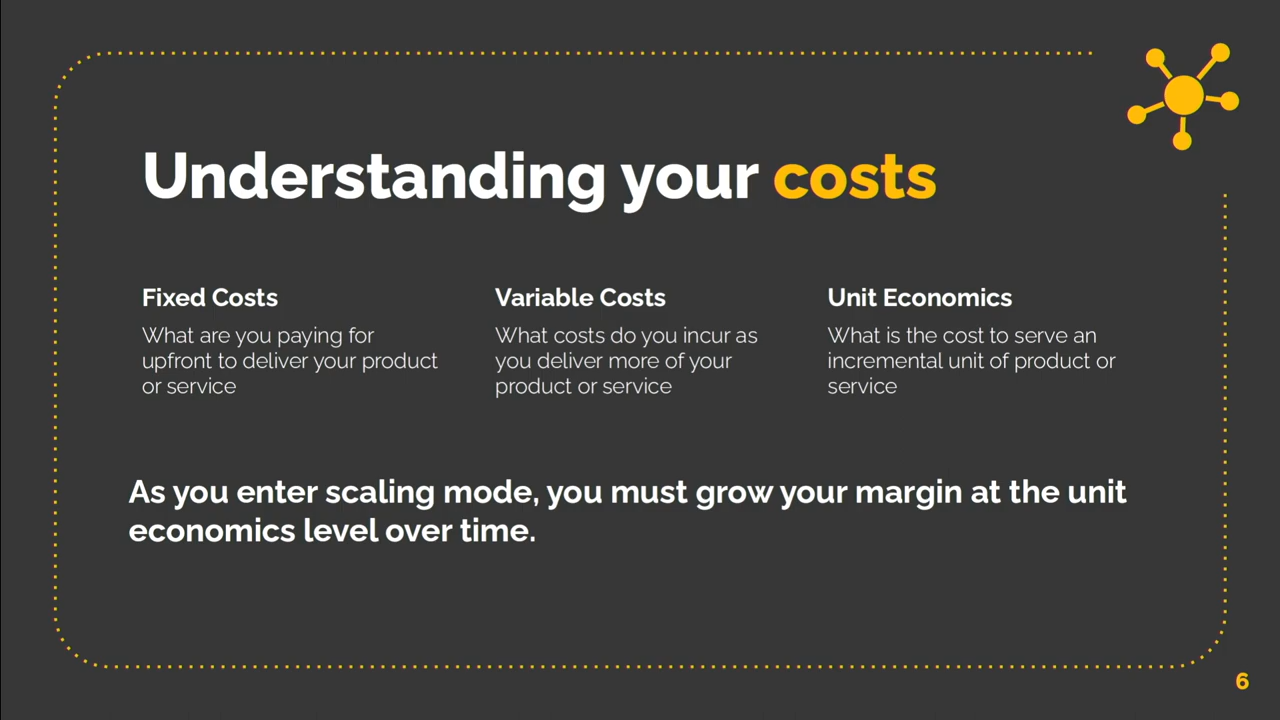 Understanding your costs
Fixed Costs
What are you paying for
upfront to deliver your product
or service
Variable Costs
What costs do you incur as
you deliver more of your
product or service
Unit Economics
What is the cost to serve an
incremental unit of product or
service
As you enter scaling mode, you must grow your margin at the unit
economics level over time.
6